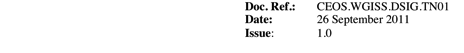 Doc. Ref.: CEOS.WGISS.DSIG.TN01
Date: 26 September 2011
Issue: 1.0